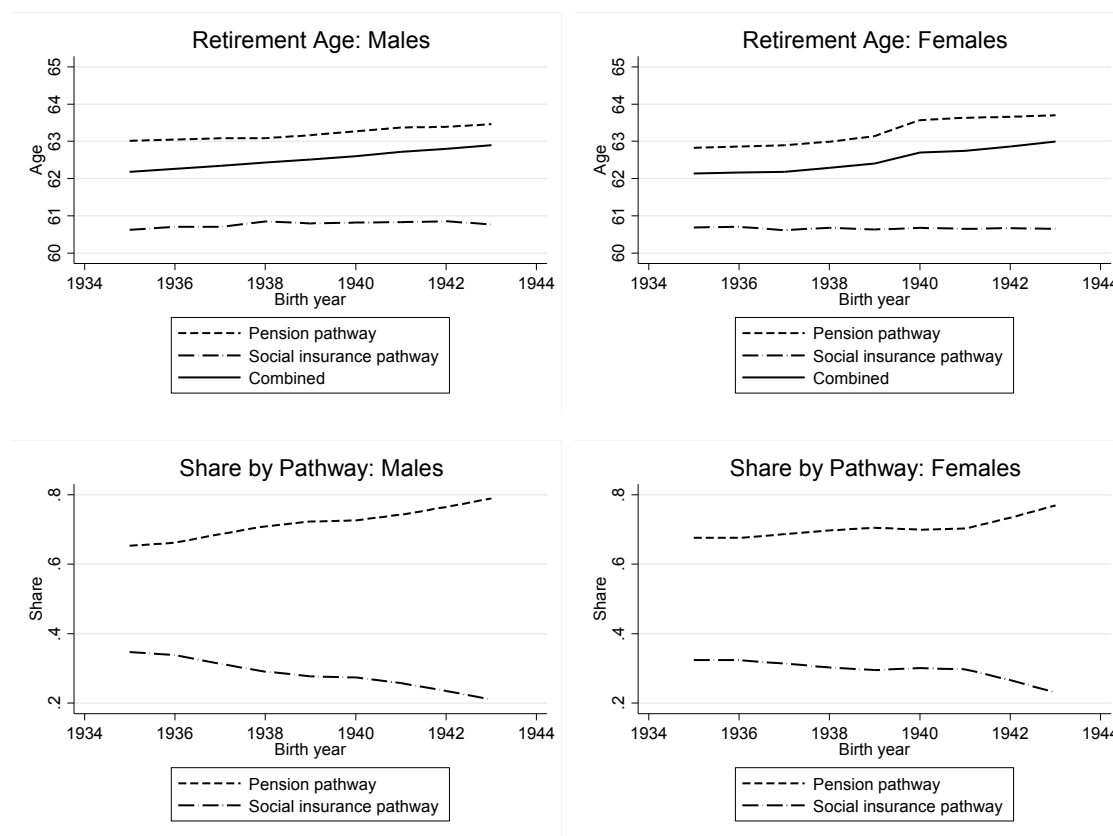 Retirement Age: Males
65
64
63
62
61
60
Age
1934 1936 1938 1940 1942 1944
Birth year
Pension pathway
Social insurance pathway
Combined
Retirement Age: Females
65
64
63
62
61
60
Age
1934 1936 1938 1940 1942 1944
Birth year
Pension pathway
Social insurance pathway
Combined
Share by Pathway: Males
.8
.6
.4
.2
Share
1934 1936 1938 1940 1942 1944
Birth year
Pension pathway
Social insurance pathway
Share by Pathway: Females
.8
.6
.4
.2
Share
1934 1936 1938 1940 1942 1944
Birth year
Pension pathway
Social insurance pathway